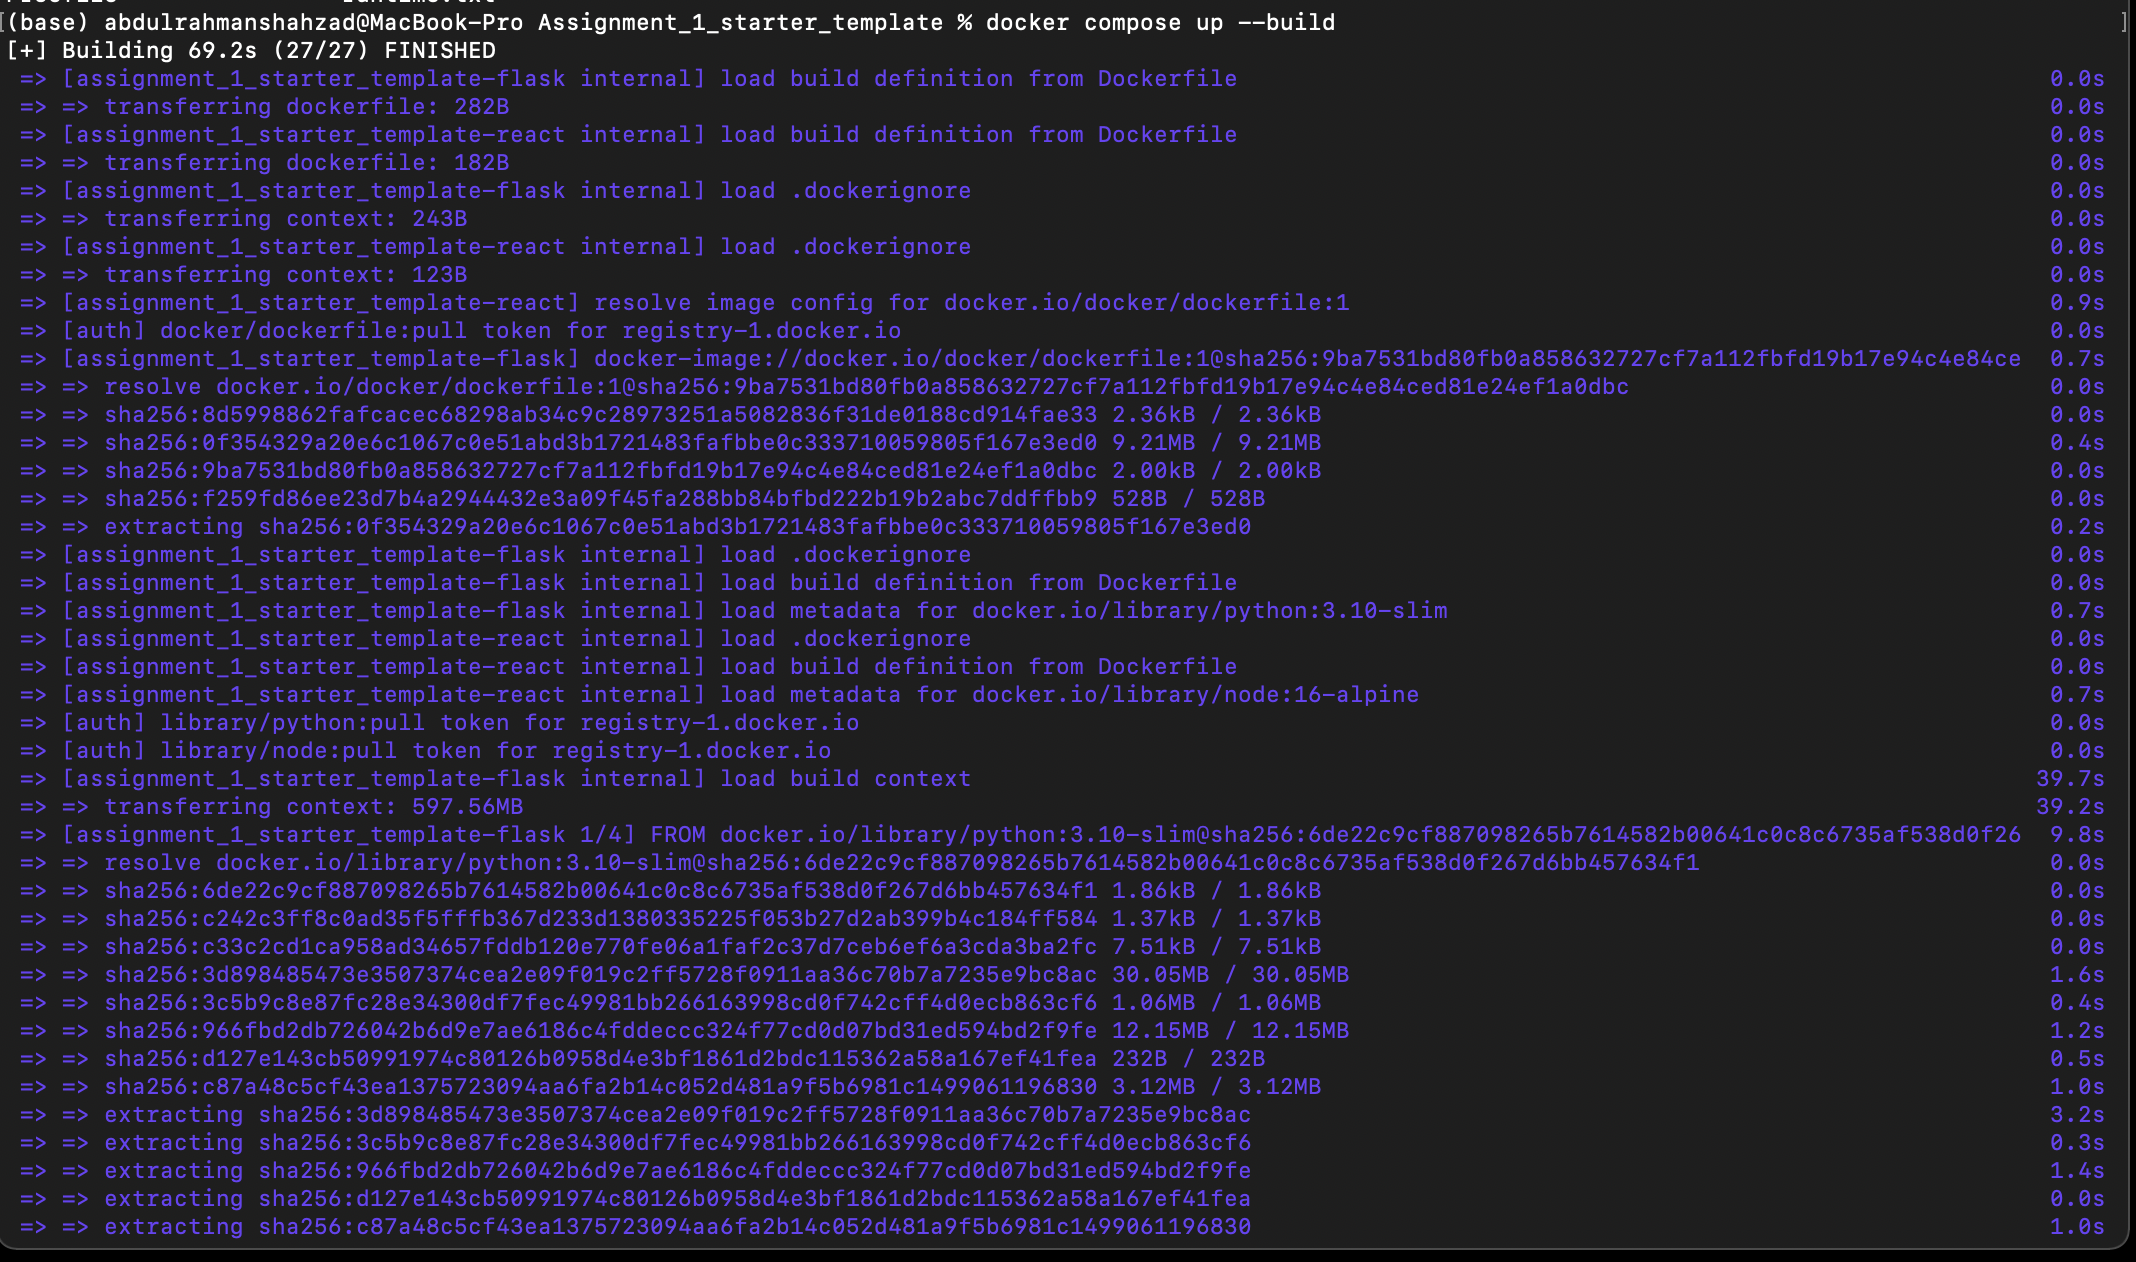 [(base) abdulrahmanshahzad@MacBook-Pro Assignment_1_starter_template % docker compose up --build ]
[+] Building 69.2s (27/27) FINISHED
=> [assignment_1_starter_template-flask internal] load build definition from Dockerfile 0.0s
=> => transferring dockerfile: 282B 0.0s
=> [assignment_1_starter_template-react internal] load build definition from Dockerfile 0.0s
=> => transferring dockerfile: 182B 0.0s
=> [assignment_1_starter_template-flask internal] load .dockerignore 0.0s
=> => transferring context: 243B 0.0s
=> [assignment_1_starter_template-react internal] load .dockerignore 0.0s
=> => transferring context: 123B 0.0s
=> [assignment_1_starter_template-react] resolve image config for docker.io/docker/dockerfile:1 0.9s
=> [auth] docker/dockerfile:pull token for registry-1.docker.io 0.0s
=> [assignment_1_starter_template-flask] docker-image://docker.io/docker/dockerfile:1@sha256:9ba7531bd80fb0a858632727cf7a112fbfd19b17e94c4e84ce 0.7s
=> => resolve docker.io/docker/dockerfile:1@sha256:9ba7531bd80fb0a858632727cf7a112fbfd19b17e94c4e84ced81e24ef1a0dbc 0.0s
=> => sha256:8d5998862fafcacec68298ab34c9c28973251a5082836f31de0188cd914fae33 2.36kB / 2.36kB 0.0s
=> => sha256:0f354329a20e6c1067c0e51abd3b1721483fafbbe0c333710059805f167e3ed0 9.21MB / 9.21MB 0.4s
=> => sha256:9ba7531bd80fb0a858632727cf7a112fbfd19b17e94c4e84ced81e24ef1a0dbc 2.00kB / 2.00kB 0.0s
=> => sha256:f259fd86ee23d7b4a2944432e3a09f45fa288bb84bfbd222b19b2abc7ddffbb9 528B / 528B 0.0s
=> => extracting sha256:0f354329a20e6c1067c0e51abd3b1721483fafbbe0c333710059805f167e3ed0 0.2s
=> [assignment_1_starter_template-flask internal] load .dockerignore 0.0s
=> [assignment_1_starter_template-flask internal] load build definition from Dockerfile 0.0s
=> [assignment_1_starter_template-flask internal] load metadata for docker.io/library/python:3.10-slim 0.7s
=> [assignment_1_starter_template-react internal] load .dockerignore 0.0s
=> [assignment_1_starter_template-react internal] load build definition from Dockerfile 0.0s
=> [assignment_1_starter_template-react internal] load metadata for docker.io/library/node:16-alpine 0.7s
=> [auth] library/python:pull token for registry-1.docker.io 0.0s
=> [auth] library/node:pull token for registry-1.docker.io 0.0s
=> [assignment_1_starter_template-flask internal] load build context 39.7s
=> => transferring context: 597.56MB 39.2s
=> [assignment_1_starter_template-flask 1/4] FROM docker.io/library/python:3.10-slim@sha256:6de22c9cf887098265b7614582b00641c0c8c6735af538d0f26 9.8s
=> => resolve docker.io/library/python:3.10-slim@sha256:6de22c9cf887098265b7614582b00641c0c8c6735af538d0f267d6bb457634f1 0.0s
=> => sha256:6de22c9cf887098265b7614582b00641c0c8c6735af538d0f267d6bb457634f1 1.86kB / 1.86kB 0.0s
=> => sha256:c242c3ff8c0ad35f5fffb367d233d1380335225f053b27d2ab399b4c184ff584 1.37kB / 1.37kB 0.0s
=> => sha256:c33c2cd1ca958ad34657fddb120e770fe06a1faf2c37d7ceb6ef6a3cda3ba2fc 7.51kB / 7.51kB 0.0s
=> => sha256:3d898485473e3507374cea2e09f019c2ff5728f0911aa36c70b7a7235e9bc8ac 30.05MB / 30.05MB 1.6s
=> => sha256:3c5b9c8e87fc28e34300df7fec49981bb266163998cd0f742cff4d0ecb863cf6 1.06MB / 1.06MB 0.4s
=> => sha256:966fbd2db726042b6d9e7ae6186c4fddeccc324f77cd0d07bd31ed594bd2f9fe 12.15MB / 12.15MB 1.2s
=> => sha256:d127e143cb50991974c80126b0958d4e3bf1861d2bdc115362a58a167ef41fea 232B / 232B 0.5s
=> => sha256:c87a48c5cf43ea1375723094aa6fa2b14c052d481a9f5b6981c1499061196830 3.12MB / 3.12MB 1.0s
=> => extracting sha256:3d898485473e3507374cea2e09f019c2ff5728f0911aa36c70b7a7235e9bc8ac 3.2s
=> => extracting sha256:3c5b9c8e87fc28e34300df7fec49981bb266163998cd0f742cff4d0ecb863cf6 0.3s
=> => extracting sha256:966fbd2db726042b6d9e7ae6186c4fddeccc324f77cd0d07bd31ed594bd2f9fe 1.4s
=> => extracting sha256:d127e143cb50991974c80126b0958d4e3bf1861d2bdc115362a58a167ef41fea 0.0s
=> => extracting sha256:c87a48c5cf43ea1375723094aa6fa2b14c052d481a9f5b6981c1499061196830 1.0s